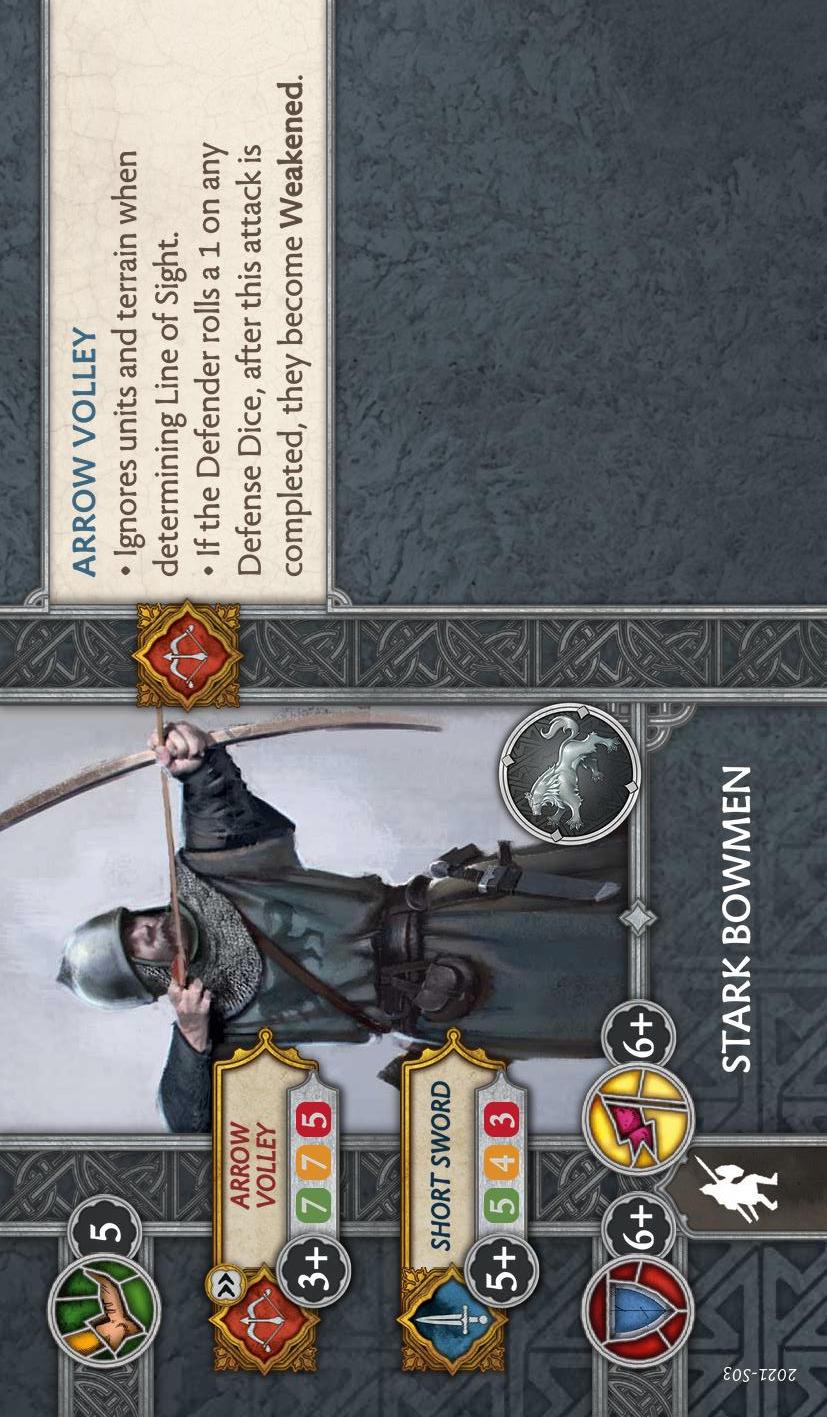 5
ARROW
VOLLEY
3+
7 7 5
SHORT SWORD
5+
5 4 3
6+
6+
STARK BOWMEN
2021-S03
ARROW VOLLEY
• Ignores units and terrain when
determining Line of Sight.
• If the Defender rolls a 1 on any
Defense Dice, after this attack is
completed, they become Weakened.